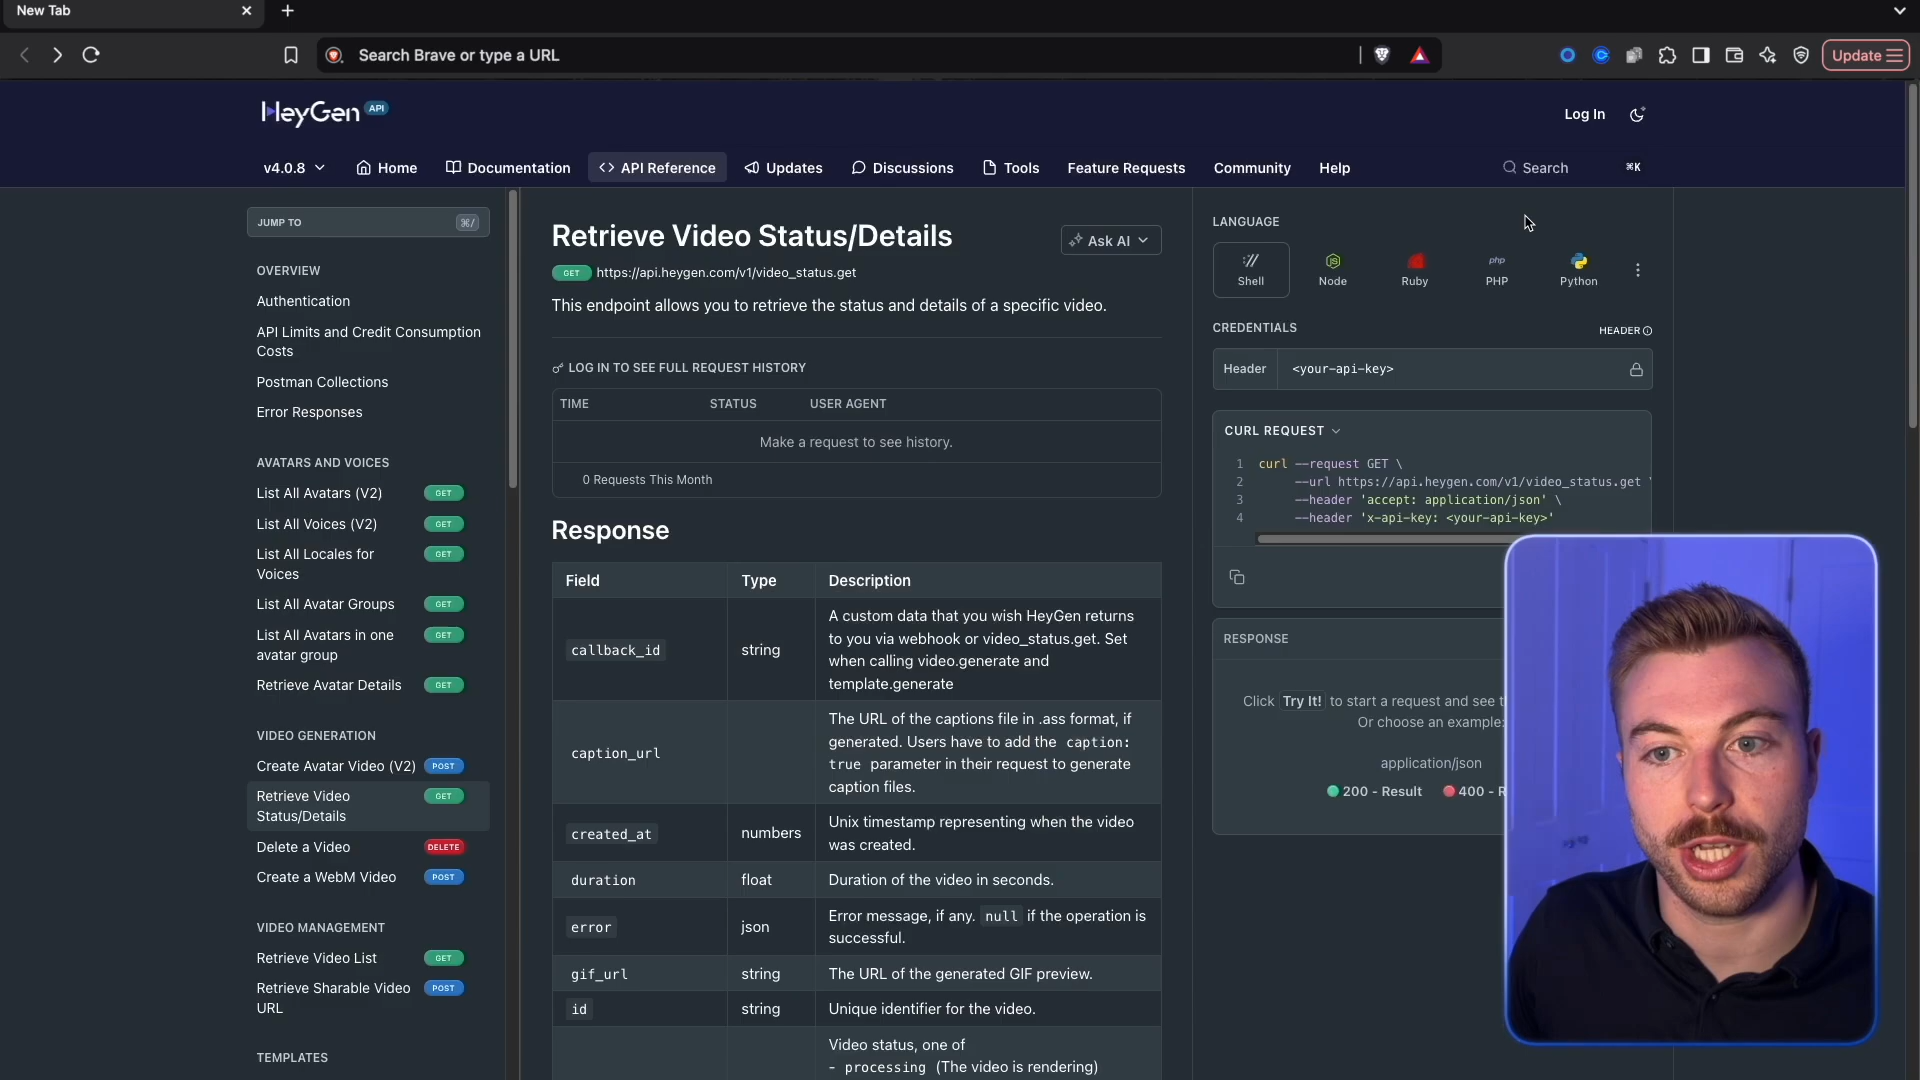 New Tab
Search Brave or type a URL
Update
HeyGen API
Log In
v4.0.8
Home
Documentation
API Reference
Updates
Discussions
Tools
Feature Requests
Community
Help
Search
⌘K
JUMP TO
⌘/
OVERVIEW
Authentication
API Limits and Credit Consumption
Costs
Postman Collections
Error Responses
AVATARS AND VOICES
List All Avatars (V2) GET
List All Voices (V2) GET
List All Locales for GET
Voices
List All Avatar Groups GET
List All Avatars in one GET
avatar group
Retrieve Avatar Details GET
VIDEO GENERATION
Create Avatar Video (V2) POST
Retrieve Video GET
Status/Details
Delete a Video DELETE
Create a WebM Video POST
VIDEO MANAGEMENT
Retrieve Video List GET
Retrieve Sharable Video POST
URL
TEMPLATES
Retrieve Video Status/Details
Ask AI
GET https://api.heygen.com/v1/video_status.get
This endpoint allows you to retrieve the status and details of a specific video.
LOG IN TO SEE FULL REQUEST HISTORY
TIME STATUS USER AGENT
Make a request to see history.
0 Requests This Month
Response
Field Type Description
callback_id string A custom data that you wish HeyGen returns
to you via webhook or video_status.get. Set
when calling video.generate and
template.generate
caption_url The URL of the captions file in .ass format, if
generated. Users have to add the caption:
true parameter in their request to generate
caption files.
created_at numbers Unix timestamp representing when the video
was created.
duration float Duration of the video in seconds.
error json Error message, if any. null if the operation is
successful.
gif_url string The URL of the generated GIF preview.
id string Unique identifier for the video.
Video status, one of
- processing (The video is rendering)
LANGUAGE
Shell
Node
Ruby
php
PHP
Python
CREDENTIALS
HEADER
Header <your-api-key>
CURL REQUEST
1 curl --request GET \
2 --url https://api.heygen.com/v1/video_status.get \
3 --header 'accept: application/json' \
4 --header 'x-api-key: <your-api-key>'
RESPONSE
Click Try It! to start a request and see t
Or choose an example:
application/json
200 - Result 400 - R